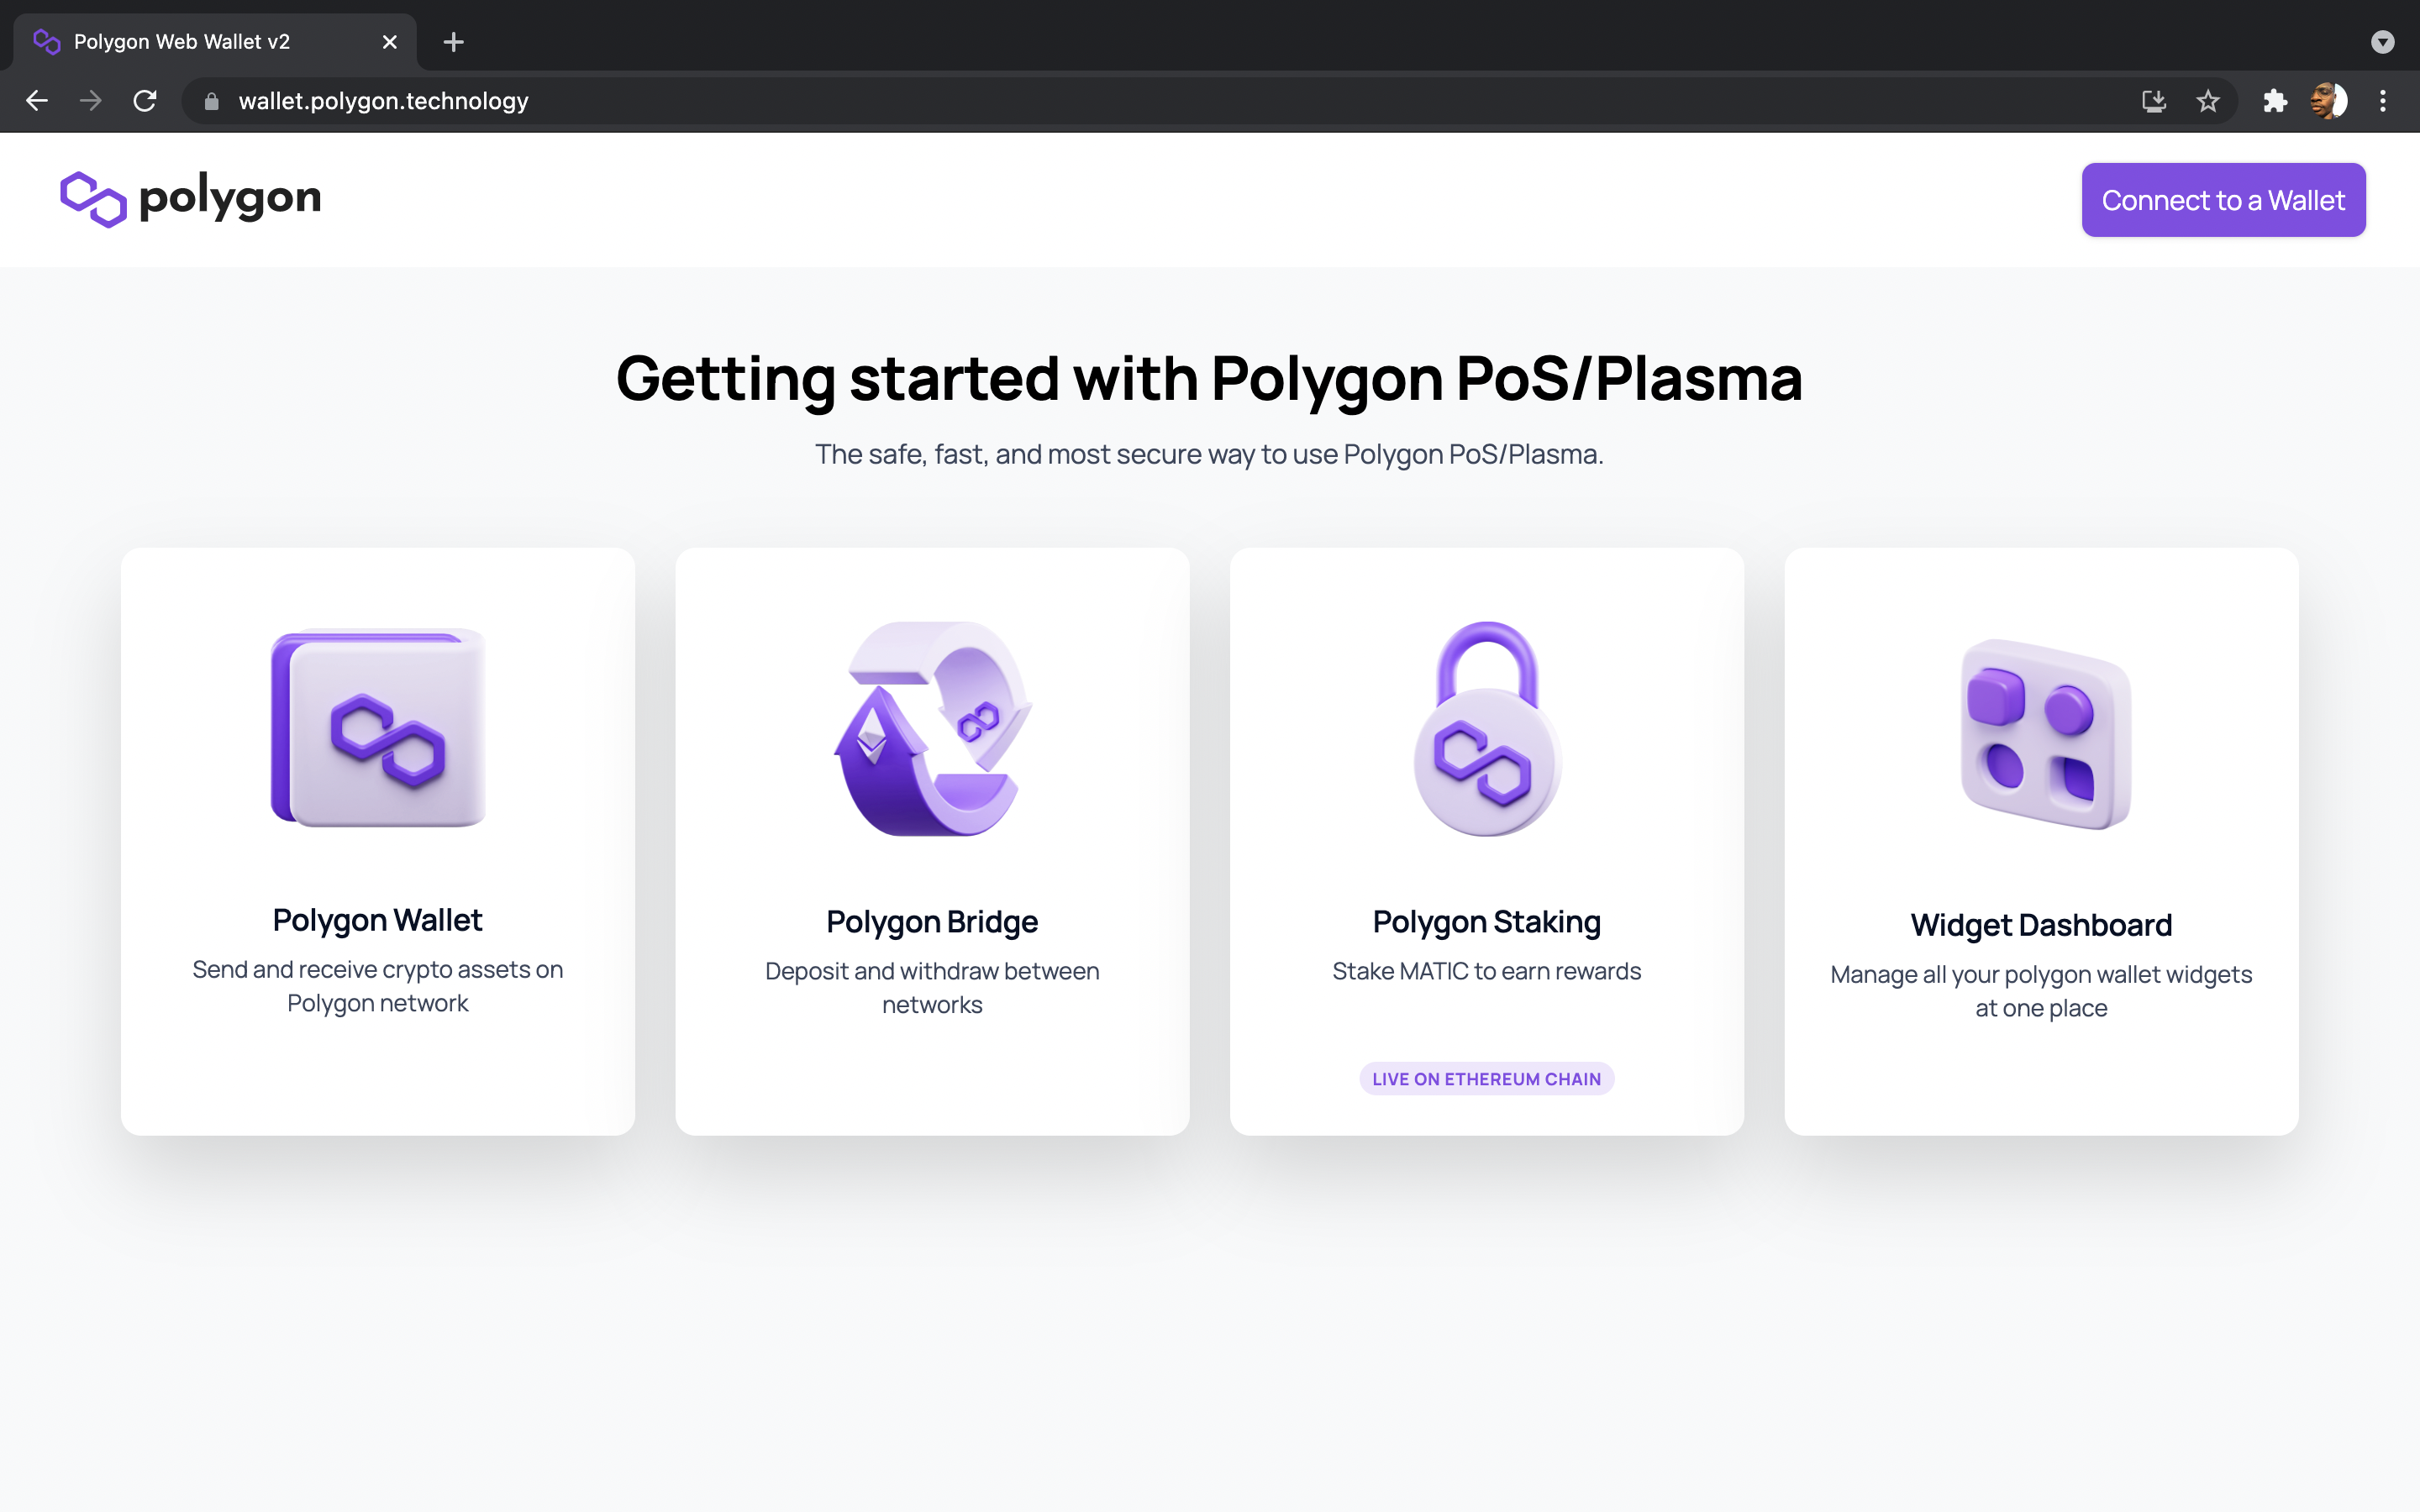 Polygon Web Wallet v2
wallet.polygon.technology
polygon
Connect to a Wallet
Getting started with Polygon PoS/Plasma
The safe, fast, and most secure way to use Polygon PoS/Plasma.
Polygon Wallet
Send and receive crypto assets on
Polygon network
Polygon Bridge
Deposit and withdraw between
networks
Polygon Staking
Stake MATIC to earn rewards
LIVE ON ETHEREUM CHAIN
Widget Dashboard
Manage all your polygon wallet widgets
at one place